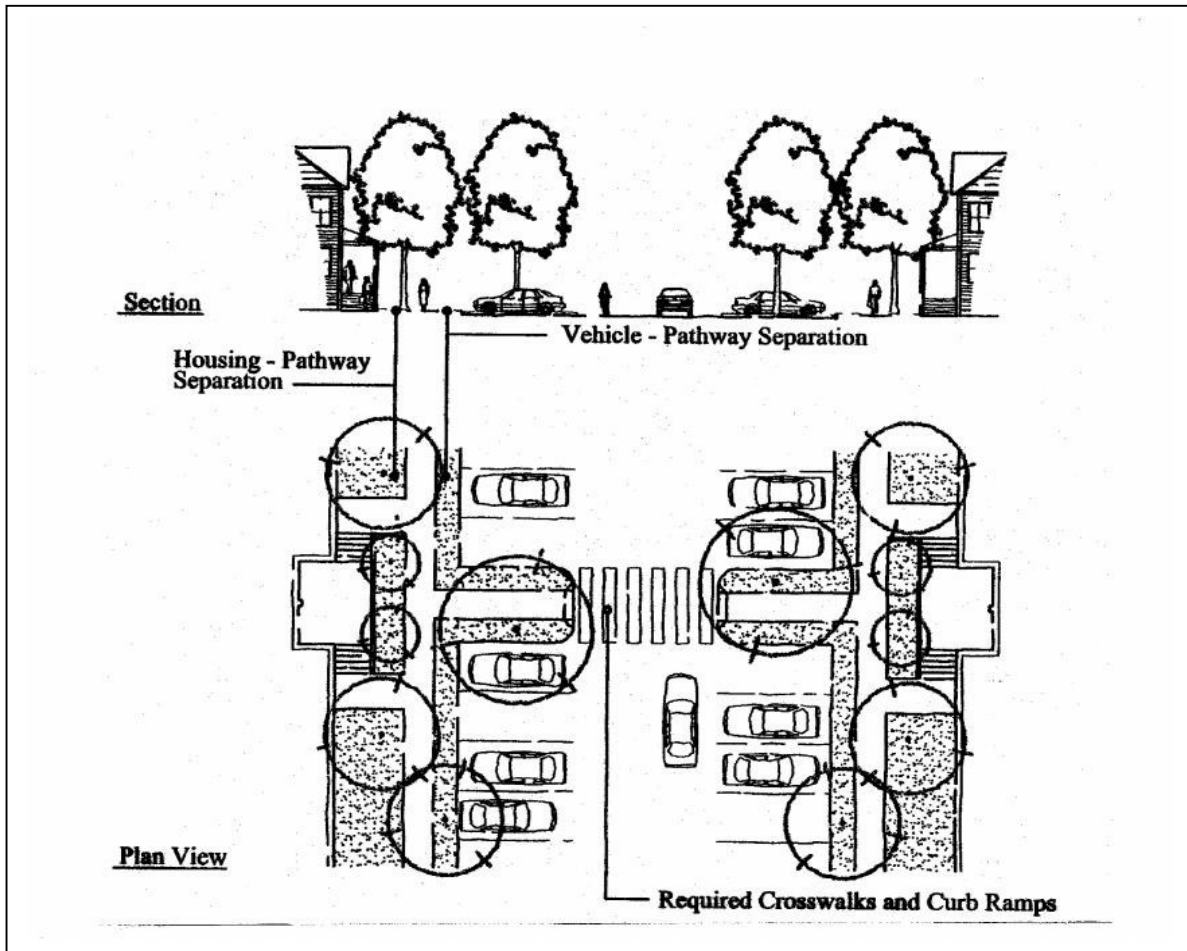 Section
Vehicle - Pathway Separation
Housing - Pathway
Separation
Plan View
Required Crosswalks and Curb Ramps